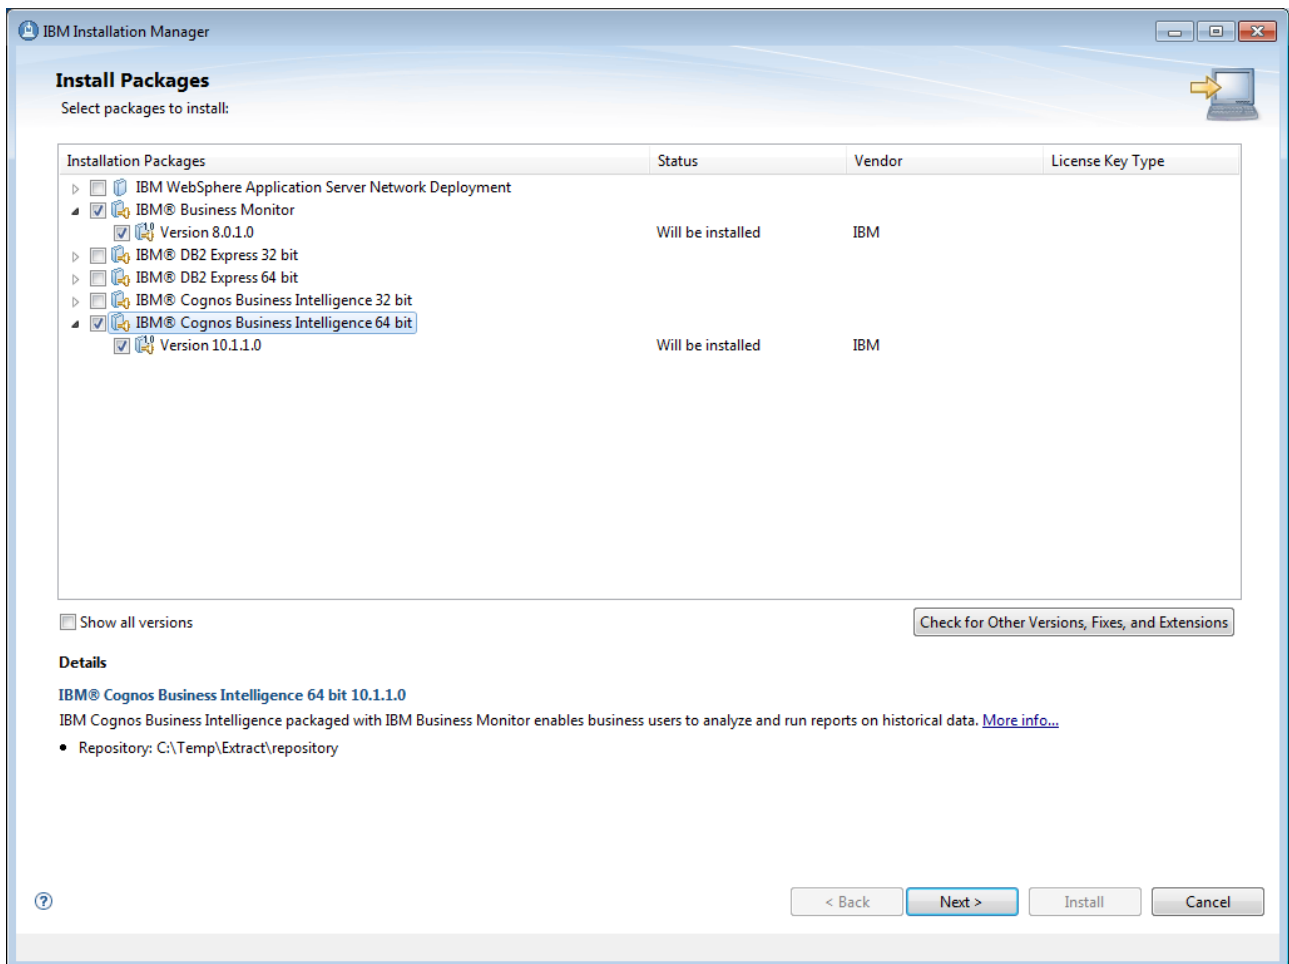 IBM Installation Manager
Install Packages
Select packages to install:
Installation Packages Status Vendor License Key Type
IBM WebSphere Application Server Network Deployment
IBM® Business Monitor
Version 8.0.1.0 Will be installed IBM
IBM® DB2 Express 32 bit
IBM® DB2 Express 64 bit
IBM® Cognos Business Intelligence 32 bit
IBM® Cognos Business Intelligence 64 bit
Version 10.1.1.0 Will be installed IBM
Show all versions Check for Other Versions, Fixes, and Extensions
Details
IBM® Cognos Business Intelligence 64 bit 10.1.1.0
IBM Cognos Business Intelligence packaged with IBM Business Monitor enables business users to analyze and run reports on historical data. More info...
• Repository: C:\Temp\Extract\repository
? < Back Next > Install Cancel